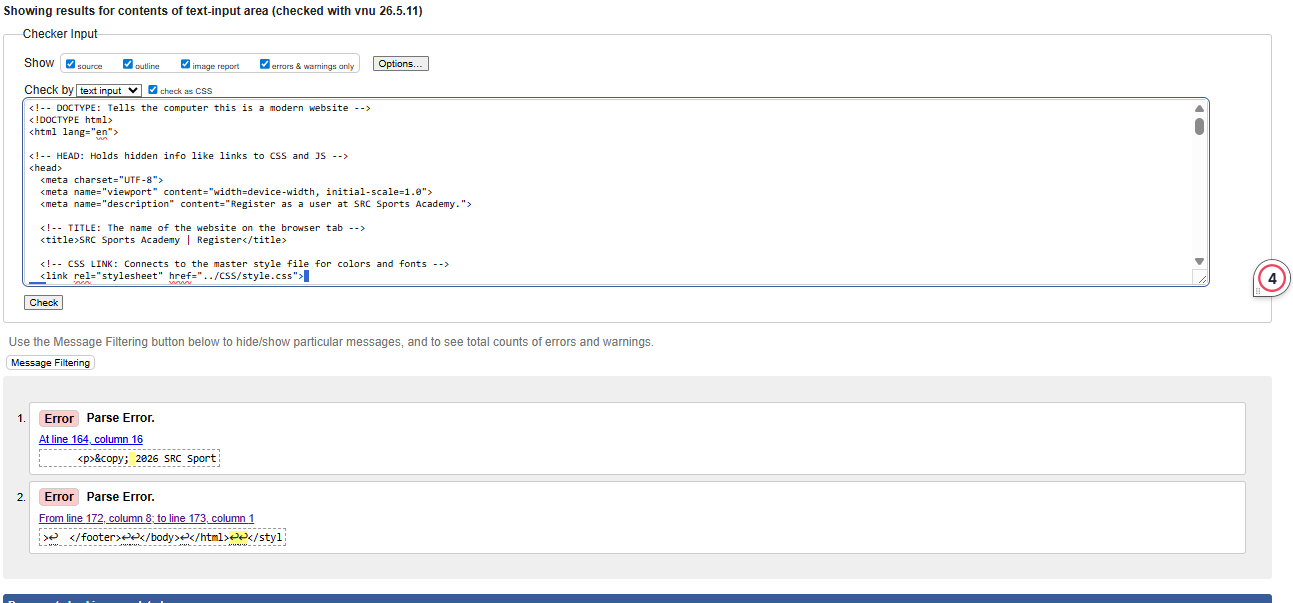 Showing results for contents of text-input area (checked with vnu 26.5.11)
Checker Input
Show source outline image report errors & warnings only Options...
Check by text input check as CSS
<!-- DOCTYPE: Tells the computer this is a modern website -->
<!DOCTYPE html>
<html lang="en">
<!-- HEAD: Holds hidden info like links to CSS and JS -->
<head>
<meta charset="UTF-8">
<meta name="viewport" content="width=device-width, initial-scale=1.0">
<meta name="description" content="Register as a user at SRC Sports Academy.">
<!-- TITLE: The name of the website on the browser tab -->
<title>SRC Sports Academy | Register</title>
<!-- CSS LINK: Connects to the master style file for colors and fonts -->
<link rel="stylesheet" href="../CSS/style.css">
4
Check
Use the Message Filtering button below to hide/show particular messages, and to see total counts of errors and warnings.
Message Filtering
1. Error Parse Error.
At line 164, column 16
<p>&copy; 2026 SRC Sport
2. Error Parse Error.
From line 172, column 8; to line 173, column 1
>↩ </footer>↩↩</body>↩</html>↩↩</styl